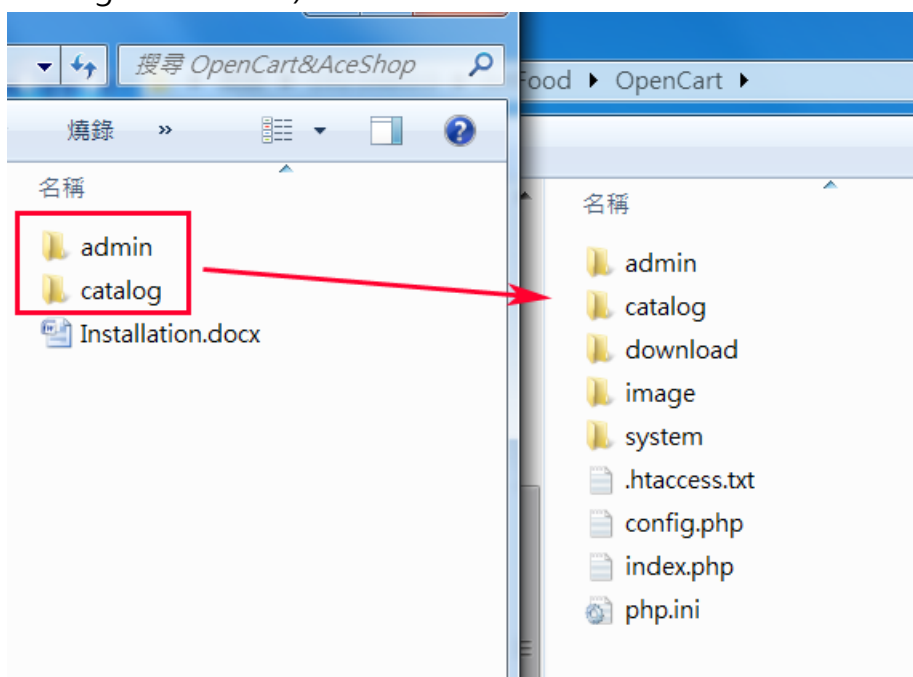 搜尋 OpenCart&AceShop
ood ▸ OpenCart ▸
燒錄 »
名稱
admin
catalog
Installation.docx
名稱
admin
catalog
download
image
system
.htaccess.txt
config.php
index.php
php.ini